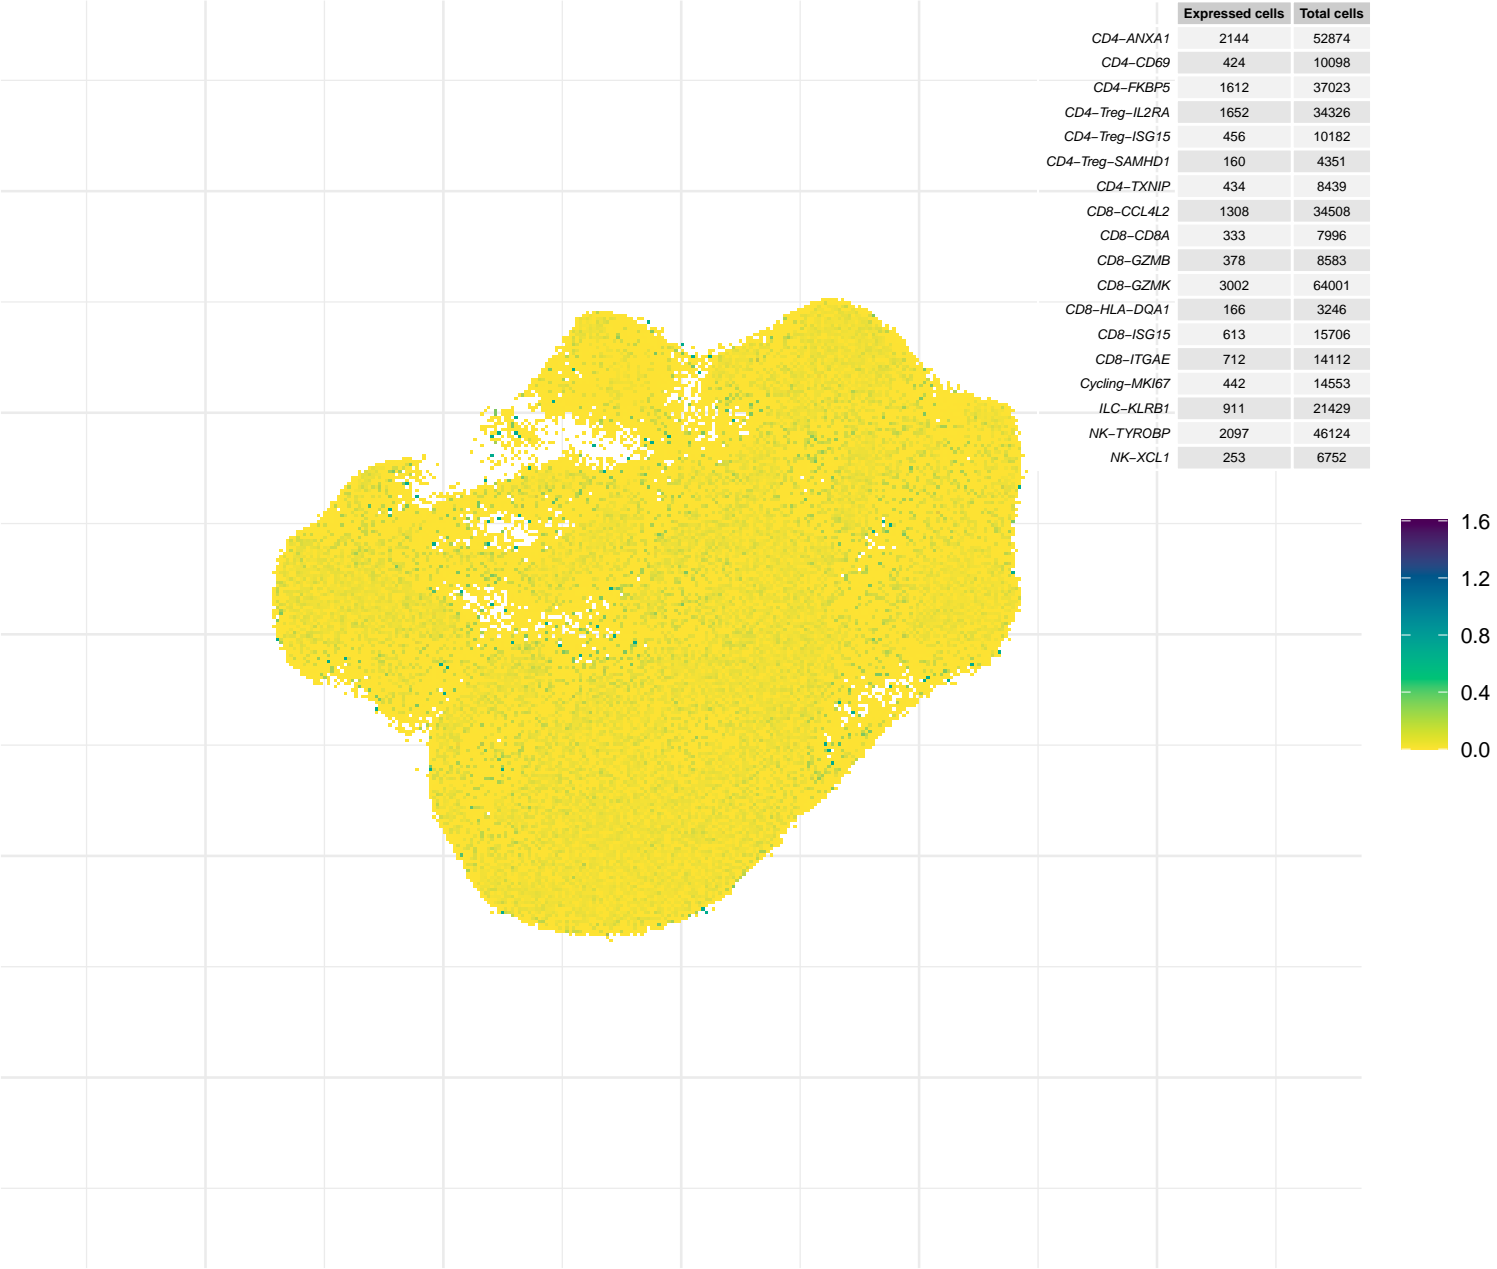 Expressed cells Total cells
CD4−ANXA1 2144 52874
CD4−CD69 424 10098
CD4−FKBP5 1612 37023
CD4−Treg−IL2RA 1652 34326
CD4−Treg−ISG15 456 10182
CD4−Treg−SAMHD1 160 4351
CD4−TXNIP 434 8439
CD8−CCL4L2 1308 34508
CD8−CD8A 333 7996
CD8−GZMB 378 8583
CD8−GZMK 3002 64001
CD8−HLA−DQA1 166 3246
CD8−ISG15 613 15706
CD8−ITGAE 712 14112
Cycling−MKI67 442 14553
ILC−KLRB1 911 21429
NK−TYROBP 2097 46124
NK−XCL1 253 6752
1.6
1.2
0.8
0.4
0.0